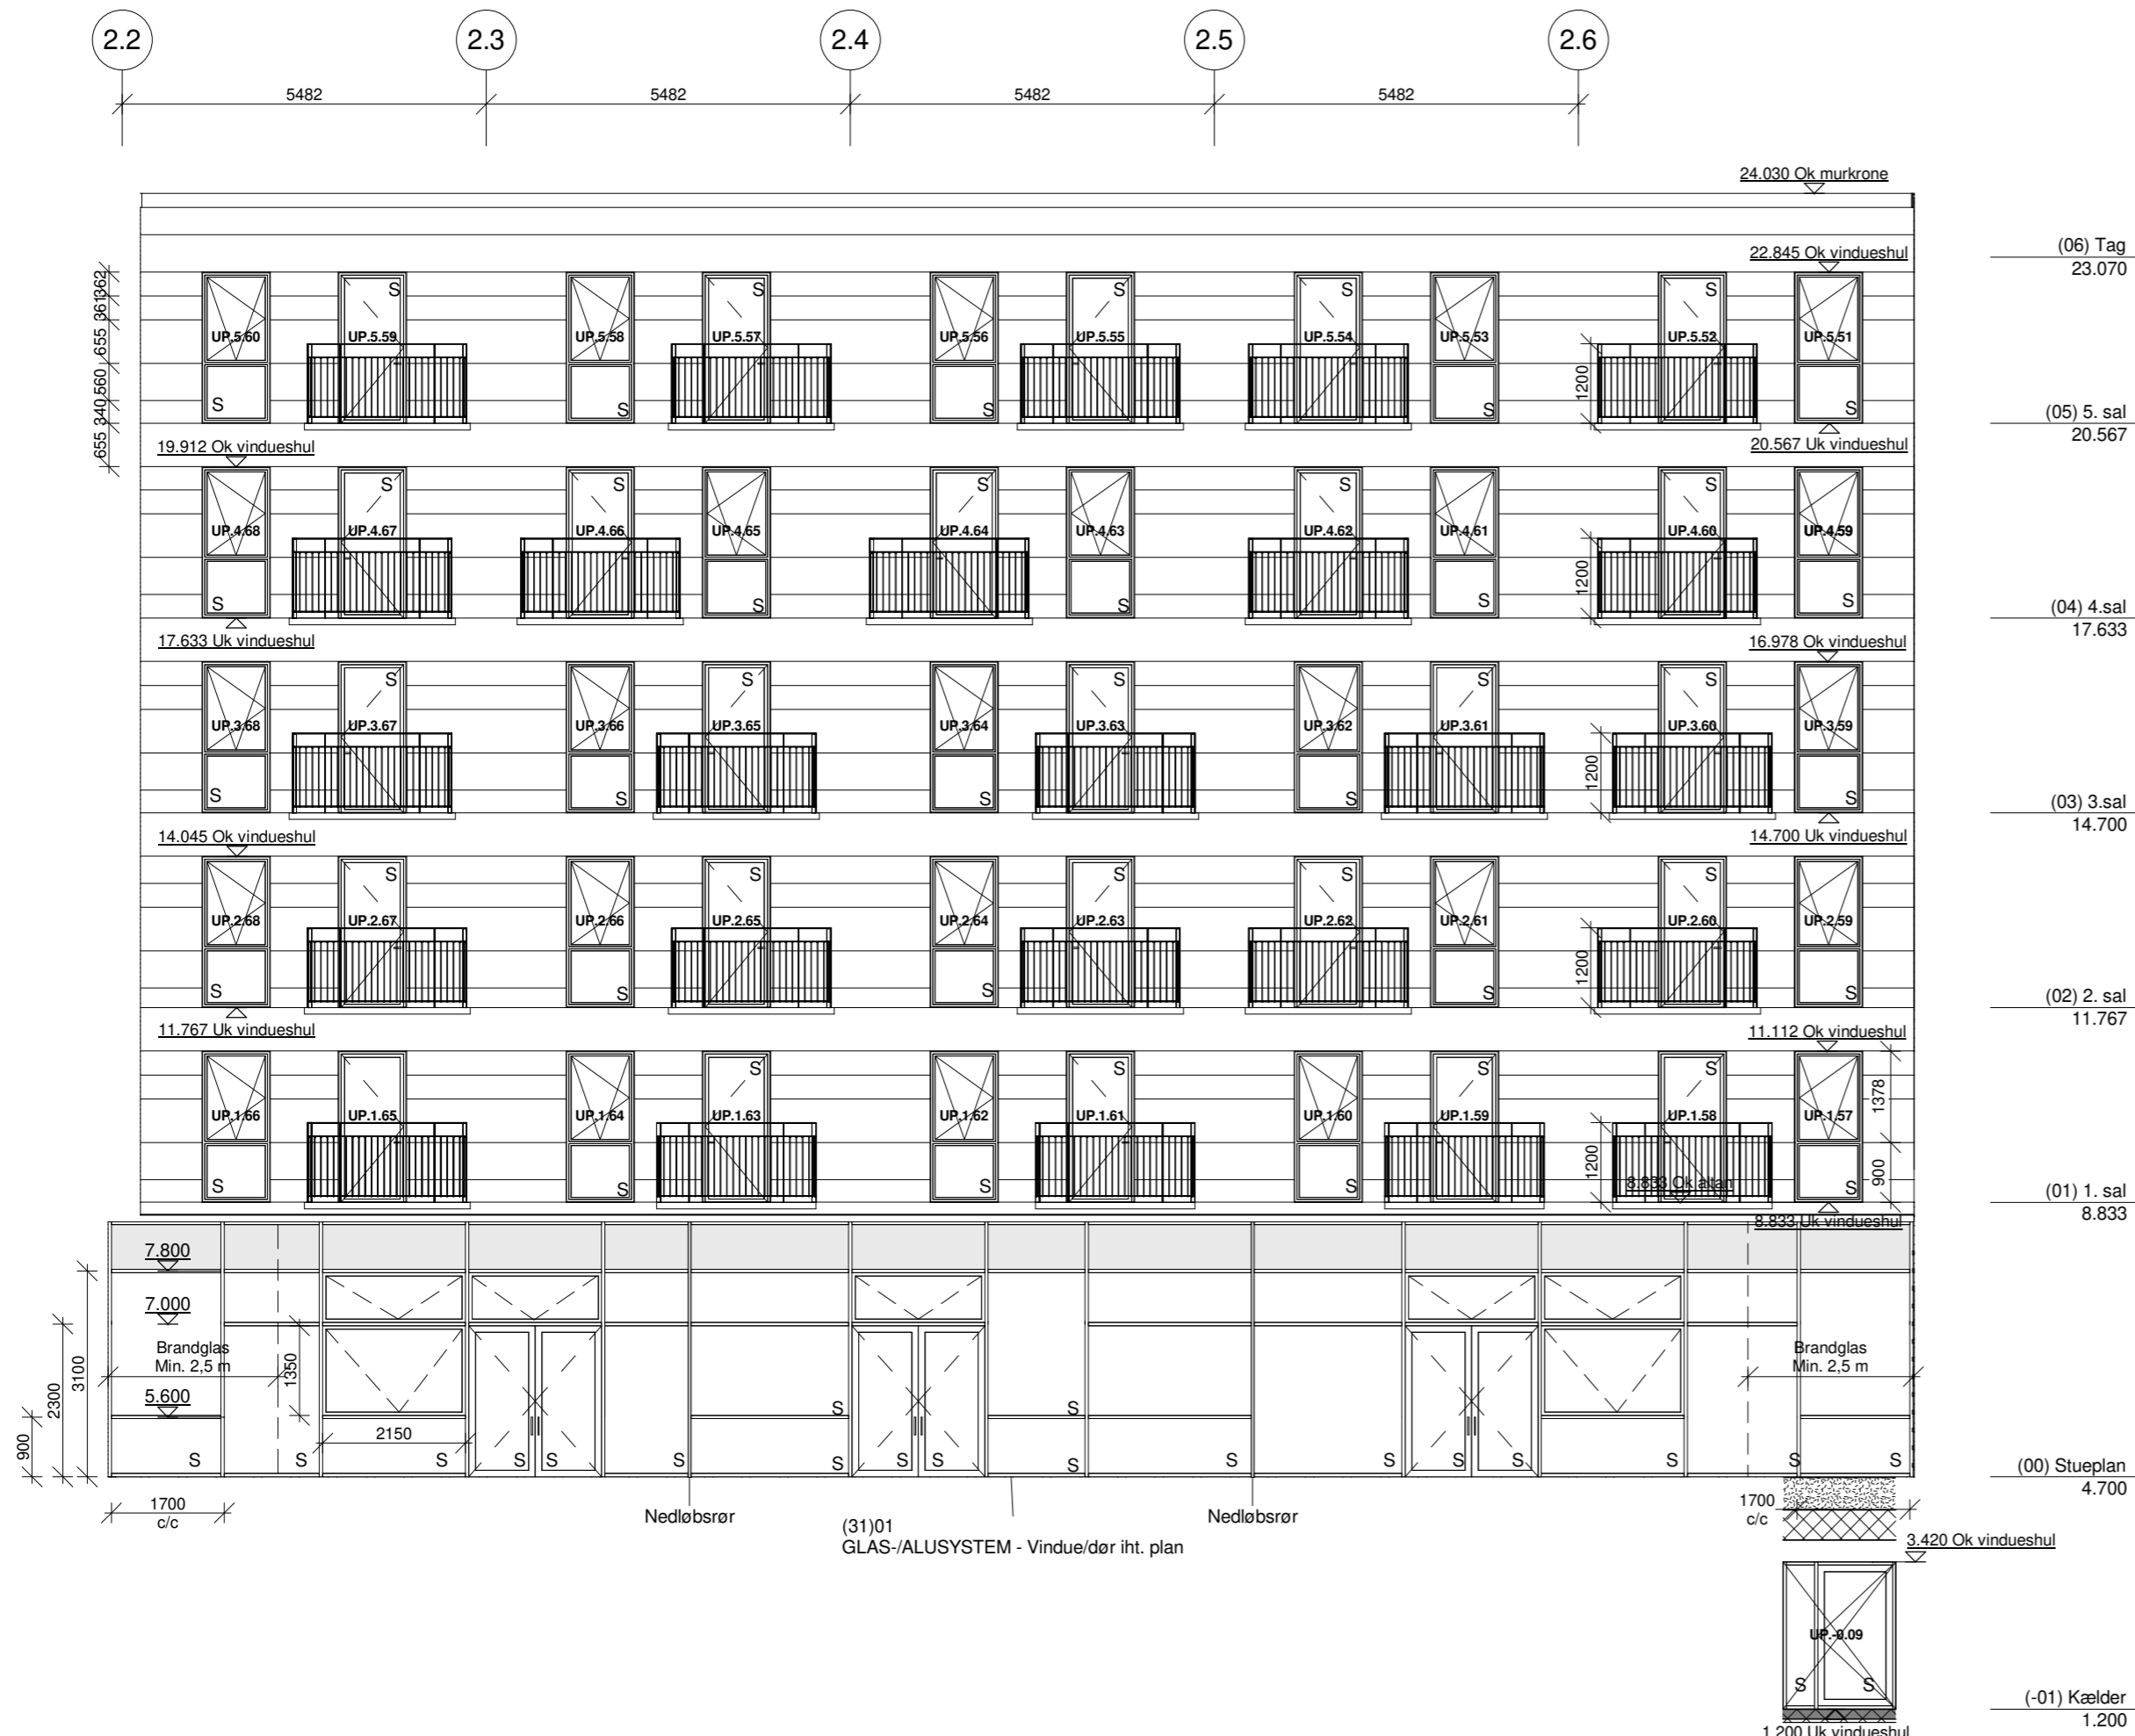 2.2 2.3 2.4 2.5 2.6
5482 5482 5482 5482
24.030 Ok murkrone
(06) Tag
23.070
22.845 Ok vindueshul
362
361
655
560
340
655
S S S S S
UP.5.60 UP.5.59 UP.5.58 UP.5.57 UP.5.56 UP.5.55 UP.5.54 UP.5.53 UP.5.52 UP.5.51
1200
S S S S S
(05) 5. sal
20.567
19.912 Ok vindueshul
20.567 Uk vindueshul
S S S S S
UP.4.68 UP.4.67 UP.4.66 UP.4.65 UP.4.64 UP.4.63 UP.4.62 UP.4.61 UP.4.60 UP.4.59
1200
S S S S S
(04) 4.sal
17.633
17.633 Uk vindueshul
16.978 Ok vindueshul
S S S S S
UP.3.68 UP.3.67 UP.3.66 UP.3.65 UP.3.64 UP.3.63 UP.3.62 UP.3.61 UP.3.60 UP.3.59
1200
S S S S S
(03) 3.sal
14.700
14.045 Ok vindueshul
14.700 Uk vindueshul
S S S S S
UP.2.68 UP.2.67 UP.2.66 UP.2.65 UP.2.64 UP.2.63 UP.2.62 UP.2.61 UP.2.60 UP.2.59
1200
S S S S S
(02) 2. sal
11.767
11.767 Uk vindueshul
11.112 Ok vindueshul
S S S S S
UP.1.66 UP.1.65 UP.1.64 UP.1.63 UP.1.62 UP.1.61 UP.1.60 UP.1.59 UP.1.58 UP.1.57
1378
1200
900
8.833 Ok altan
S S S S S
(01) 1. sal
8.833
8.833 Uk vindueshul
7.800
7.000
Brandglas
Min. 2,5 m
Brandglas
Min. 2,5 m
5.600
1350
3100
2300
900
2150
S S
S S S S S S S S S S S S S S S S S
(00) Stueplan
4.700
1700
c/c
Nedløbsrør
Nedløbsrør
1700
c/c
(31)01
GLAS-/ALUSYSTEM - Vindue/dør iht. plan
3.420 Ok vindueshul
UP.-0.09
S S
(-01) Kælder
1.200
1.200 Uk vindueshul